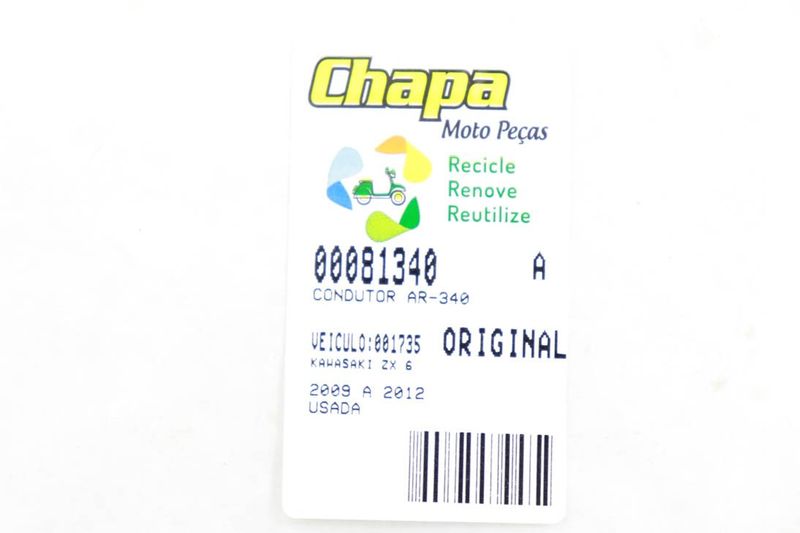 Chapa
Moto Peças
Recicle
Renove
Reutilize
00081340 A
CONDUTOR AR-340
VEICULO:001735 ORIGINAL
KAWASAKI ZX 6
2009 A 2012
USADA